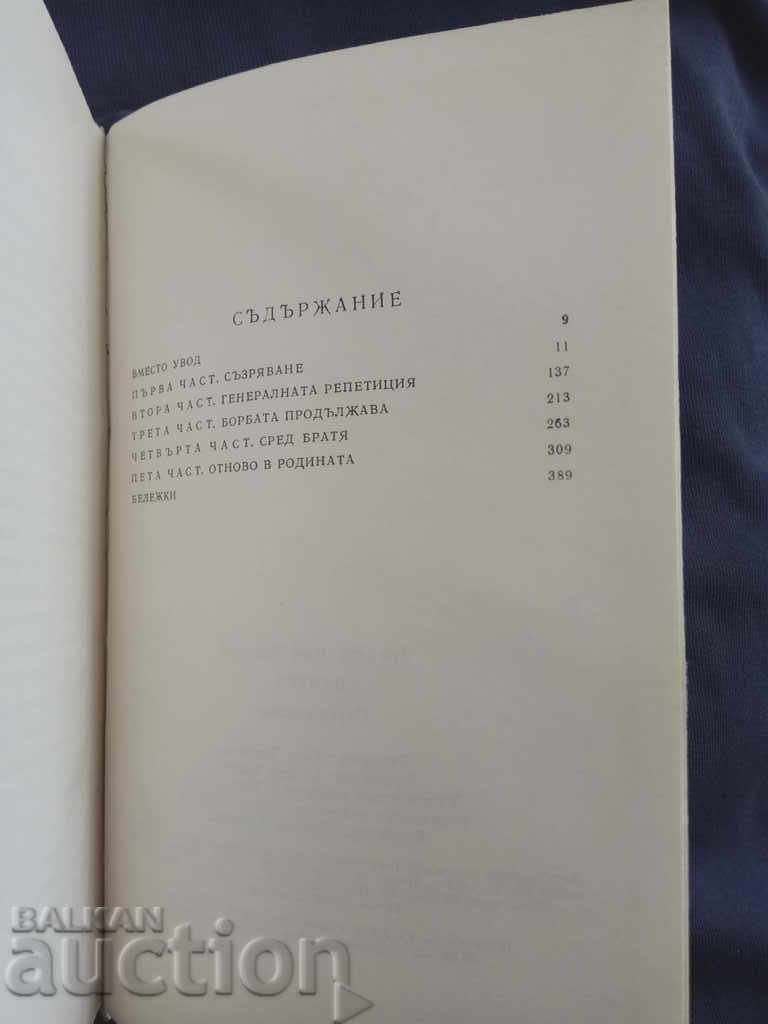 СЪДЪРЖАНИЕ
ВМЕСТО УВОД 9
ПЪРВА ЧАСТ. СЪЗРЯВАНЕ 11
ВТОРА ЧАСТ. ГЕНЕРАЛНАТА РЕПЕТИЦИЯ 137
ТРЕТА ЧАСТ. БОРБАТА ПРОДЪЛЖАВА 213
ЧЕТВЪРТА ЧАСТ. СРЕД БРАТЯ 263
ПЕТА ЧАСТ. ОТНОВО В РОДИНАТА 309
БЕЛЕЖКИ 389
BALKAN
auction